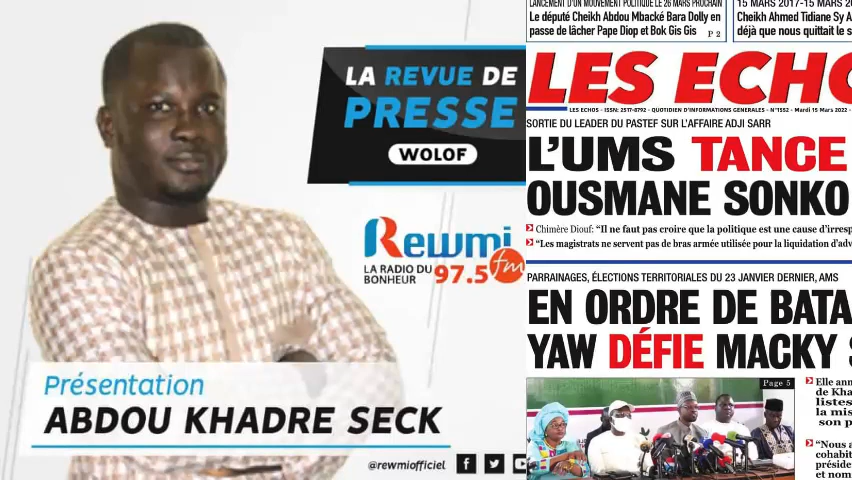 LA REVUE DE
PRESSE
WOLOF
Rewmi fm
LA RADIO DU
BONHEUR
97.5
Présentation
ABDOU KHADRE SECK
@rewmiofficiel
LANCEMENT D'UN MOUVEMENT POLITIQUE LE 26 MARS PROCHAIN
Le député Cheikh Abdou Mbacké Bara Dolly en
passe de lâcher Pape Diop et Bok Gis Gis
P 2
15 MARS 2017-15 MARS
Cheikh Ahmed Tidiane Sy A
déjà que nous quittait le s
LES ECHO
LES ECHOS - ISSN: 2517-8792 - QUOTIDIEN D'INFORMATIONS GENERALES - N°1552 - Mardi 15 Mars 2022 -
SORTIE DU LEADER DU PASTEF SUR L'AFFAIRE ADJI SARR
L'UMS TANCE
OUSMANE SONKO
Chimère Diouf: "Il ne faut pas croire que la politique est une cause d'irresp
"Les magistrats ne servent pas de bras armée utilisée pour la liquidation d'adv
PARRAINAGES, ÉLECTIONS TERRITORIALES DU 23 JANVIER DERNIER, AMS
EN ORDRE DE BATA
YAW DÉFIE MACKY S
Page 5
Elle ann
de Kha
listes
la mis
son p
"Nous a
cohabit
préside
et nom